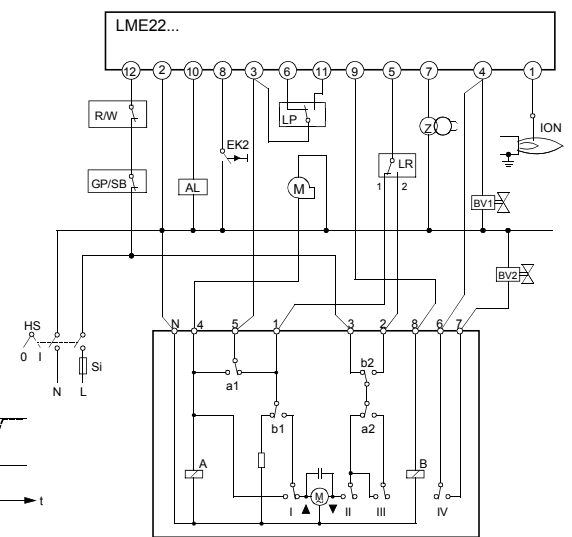 LME22...
12 2 10 8 3 6 11 9 5 7 4 1
R/W
LP
EK2
Z
ION
GP/SB
AL
M
LR
1 2
BV1
BV2
HS
0 I
Si
N L
N 4 5 1 3 2 8 6 7
a1
b2
b1
a2
A
B
M
I II III IV
t